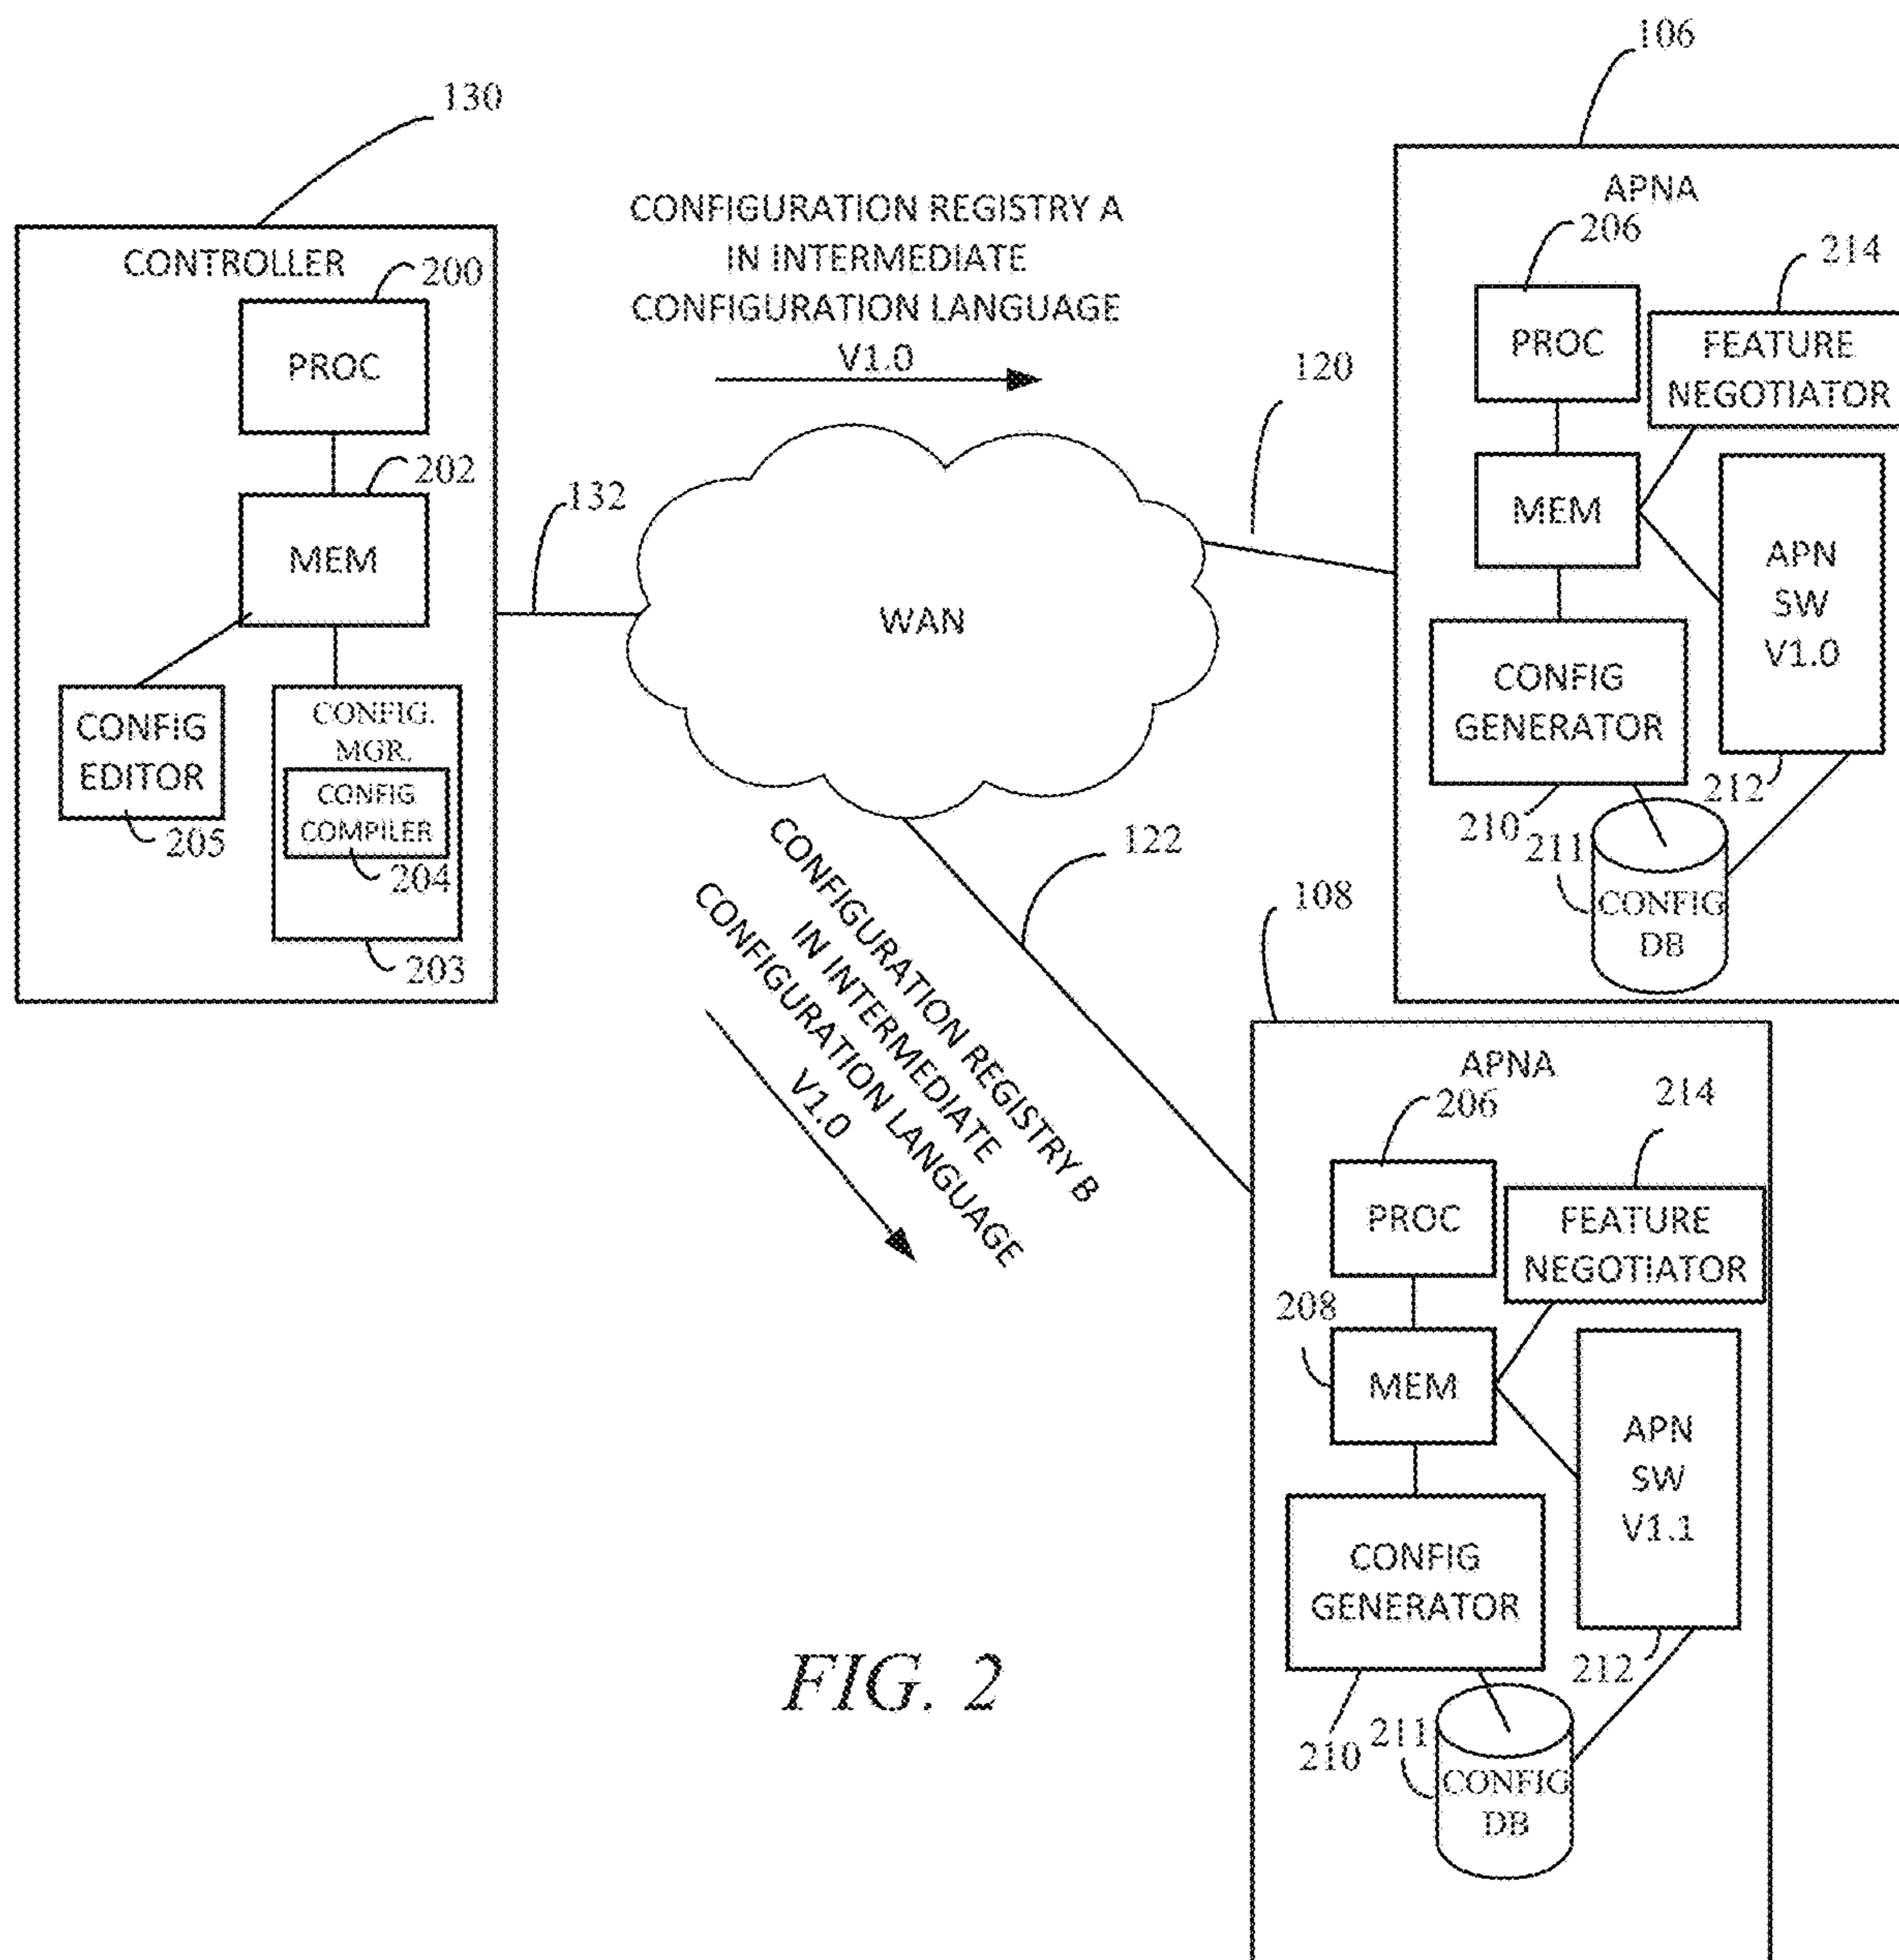 130
CONTROLLER
200
PROC
202
MEM
CONFIG
EDITOR
205
CONFIG.
MGR.
CONFIG
COMPILER
204
203
CONFIGURATION REGISTRY A
IN INTERMEDIATE
CONFIGURATION LANGUAGE
V1.0
132
WAN
120
122
CONFIGURATION REGISTRY B
IN INTERMEDIATE
CONFIGURATION LANGUAGE
V1.0
106
APNA
206
PROC
214
FEATURE
NEGOTIATOR
MEM
APN
SW
V1.0
CONFIG
GENERATOR
212
210
211
CONFIG
DB
108
APNA
206
PROC
214
FEATURE
NEGOTIATOR
208
MEM
APN
SW
V1.1
CONFIG
GENERATOR
212
210
211
CONFIG
DB
FIG. 2